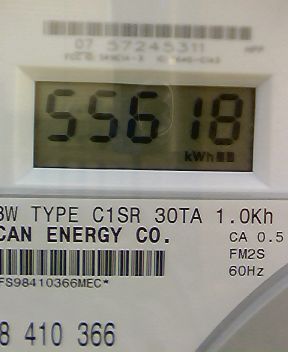 07 57245311
55618
kWh
3W TYPE C1SR 30TA 1.0Kh
CAN ENERGY CO.
CA 0.5
FM2S
60Hz
FS98410366MEC*
8 410 366